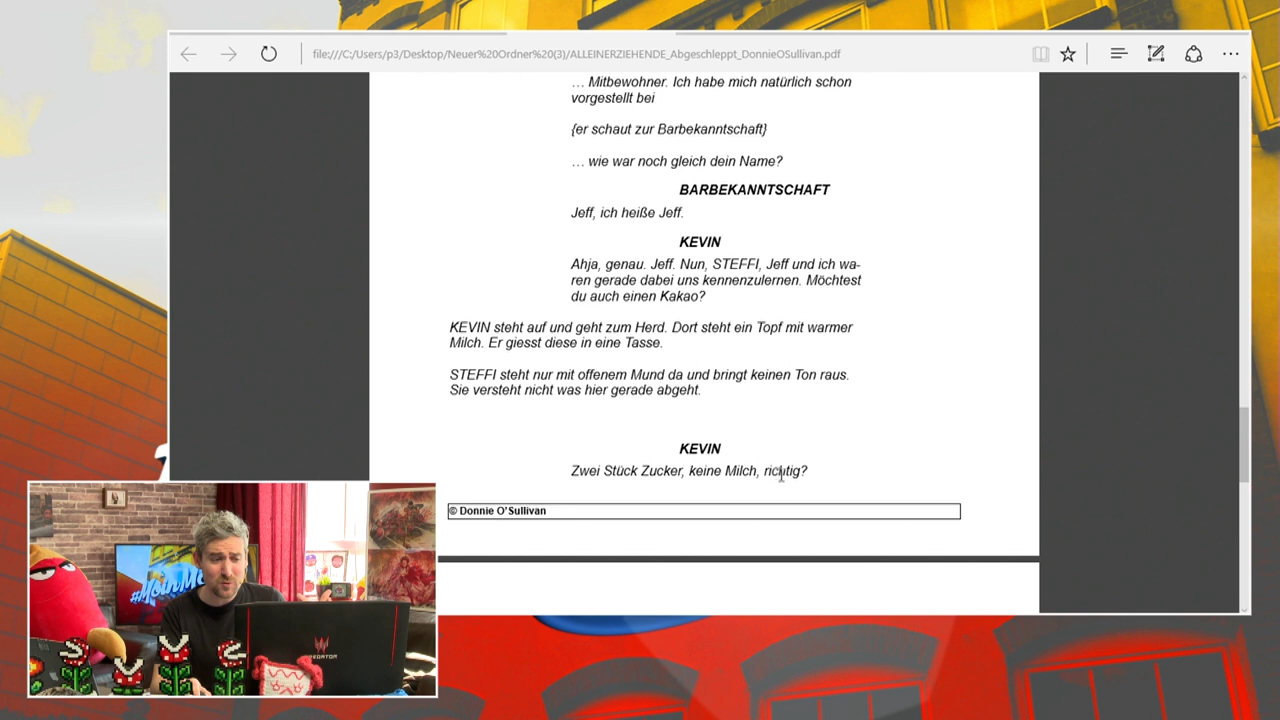 file:///C:/Users/p3/Desktop/Neuer%20Ordner%20(3)/ALLEINERZIEHENDE_Abgeschleppt_DonnieOSullivan.pdf
… Mitbewohner. Ich habe mich natürlich schon
vorgestellt bei
{er schaut zur Barbekanntschaft}
… wie war noch gleich dein Name?
BARBEKANNTSCHAFT
Jeff, ich heiße Jeff.
KEVIN
Ahja, genau. Jeff. Nun, STEFFI, Jeff und ich wa-
ren gerade dabei uns kennenzulernen. Möchtest
du auch einen Kakao?
KEVIN steht auf und geht zum Herd. Dort steht ein Topf mit warmer
Milch. Er giesst diese in eine Tasse.
STEFFI steht nur mit offenem Mund da und bringt keinen Ton raus.
Sie versteht nicht was hier gerade abgeht.
KEVIN
Zwei Stück Zucker, keine Milch, richtig?
© Donnie O'Sullivan
PREDATOR